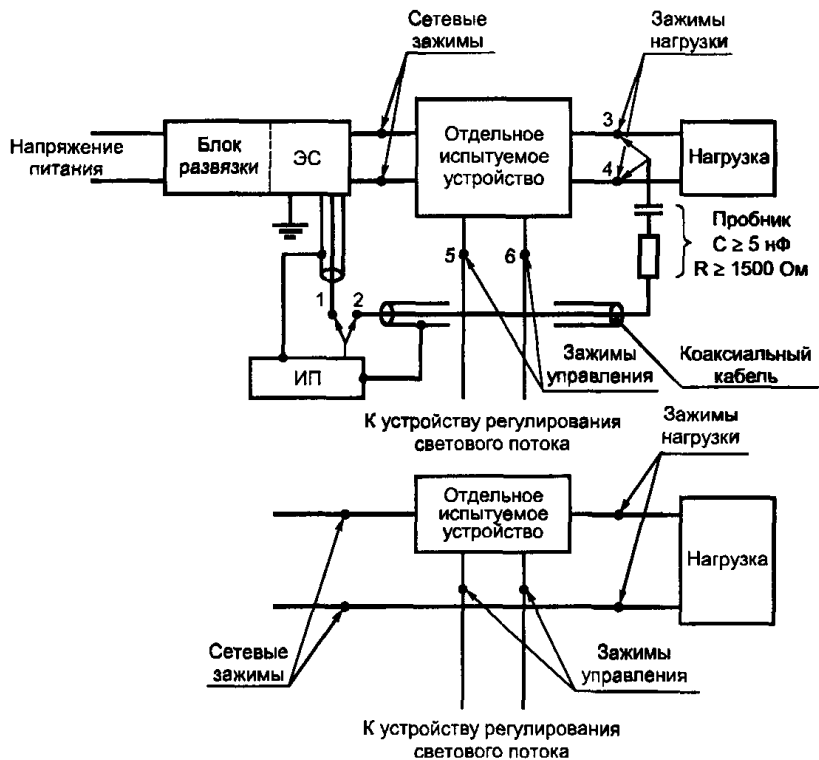 Сетевые
зажимы
Зажимы
нагрузки
Напряжение
питания
Блок
развязки
ЭС
Отдельное
испытуемое
устройство
3
4
Нагрузка
Пробник
C ≥ 5 нФ
R ≥ 1500 Ом
5
6
1
2
ИП
Зажимы
управления
Коаксиальный
кабель
К устройству регулирования
светового потока
Зажимы
нагрузки
Отдельное
испытуемое
устройство
Нагрузка
Сетевые
зажимы
Зажимы
управления
К устройству регулирования
светового потока